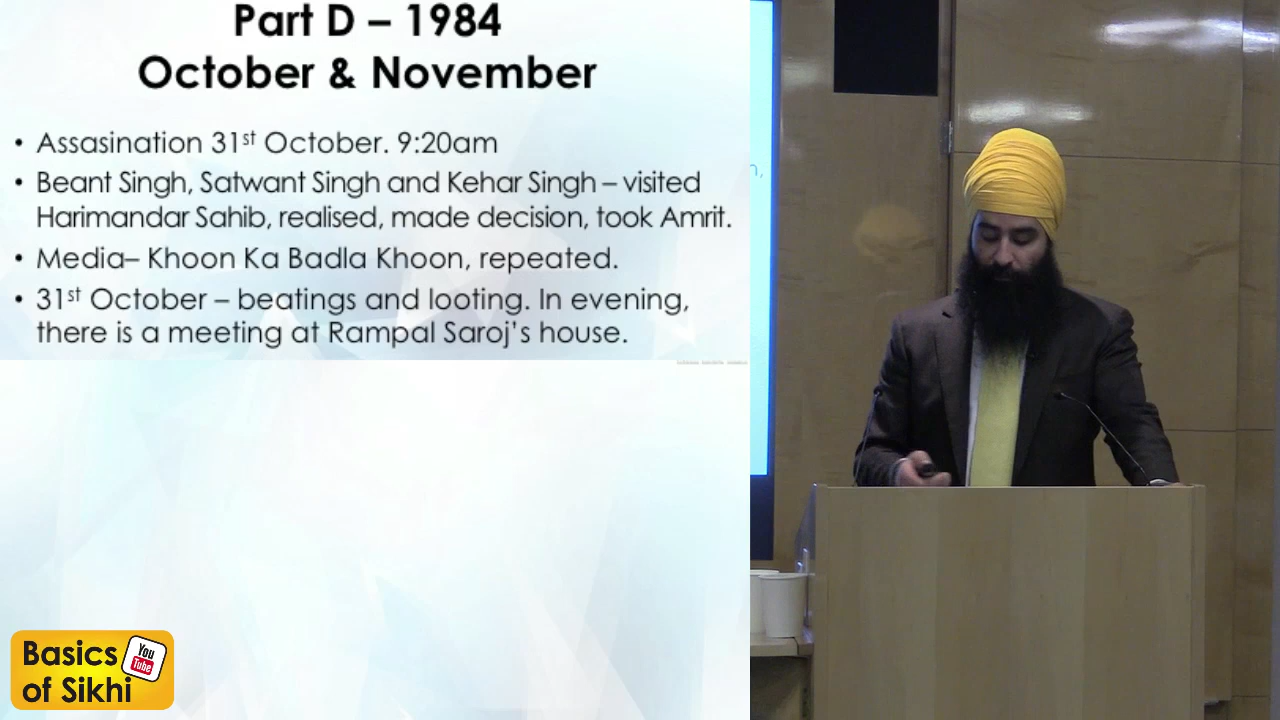 Part D – 1984
October & November
• Assasination 31st October. 9:20am
• Beant Singh, Satwant Singh and Kehar Singh – visited
Harimandar Sahib, realised, made decision, took Amrit.
• Media– Khoon Ka Badla Khoon, repeated.
• 31st October – beatings and looting. In evening,
there is a meeting at Rampal Saroj’s house.
Basics
of Sikhi
You
Tube